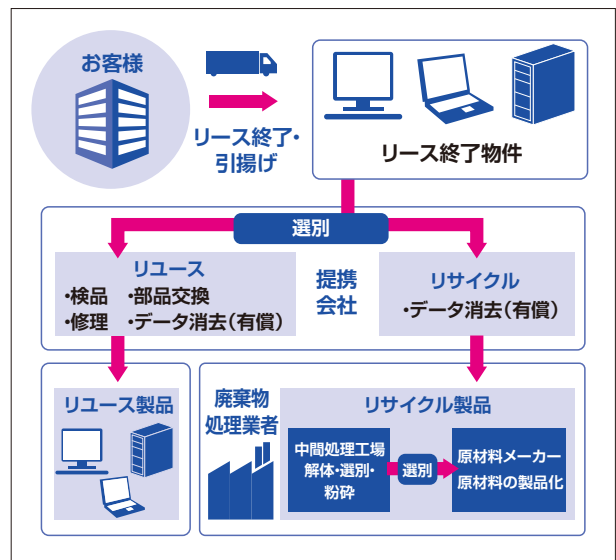 お客様
リース終了・
引揚げ
リース終了物件
選別
リユース
・検品 ・部品交換
・修理 ・データ消去(有償)
提携
会社
リサイクル
・データ消去(有償)
リユース製品
廃棄物
処理業者
リサイクル製品
中間処理工場
解体・選別・
粉砕
選別
原材料メーカー
原材料の製品化